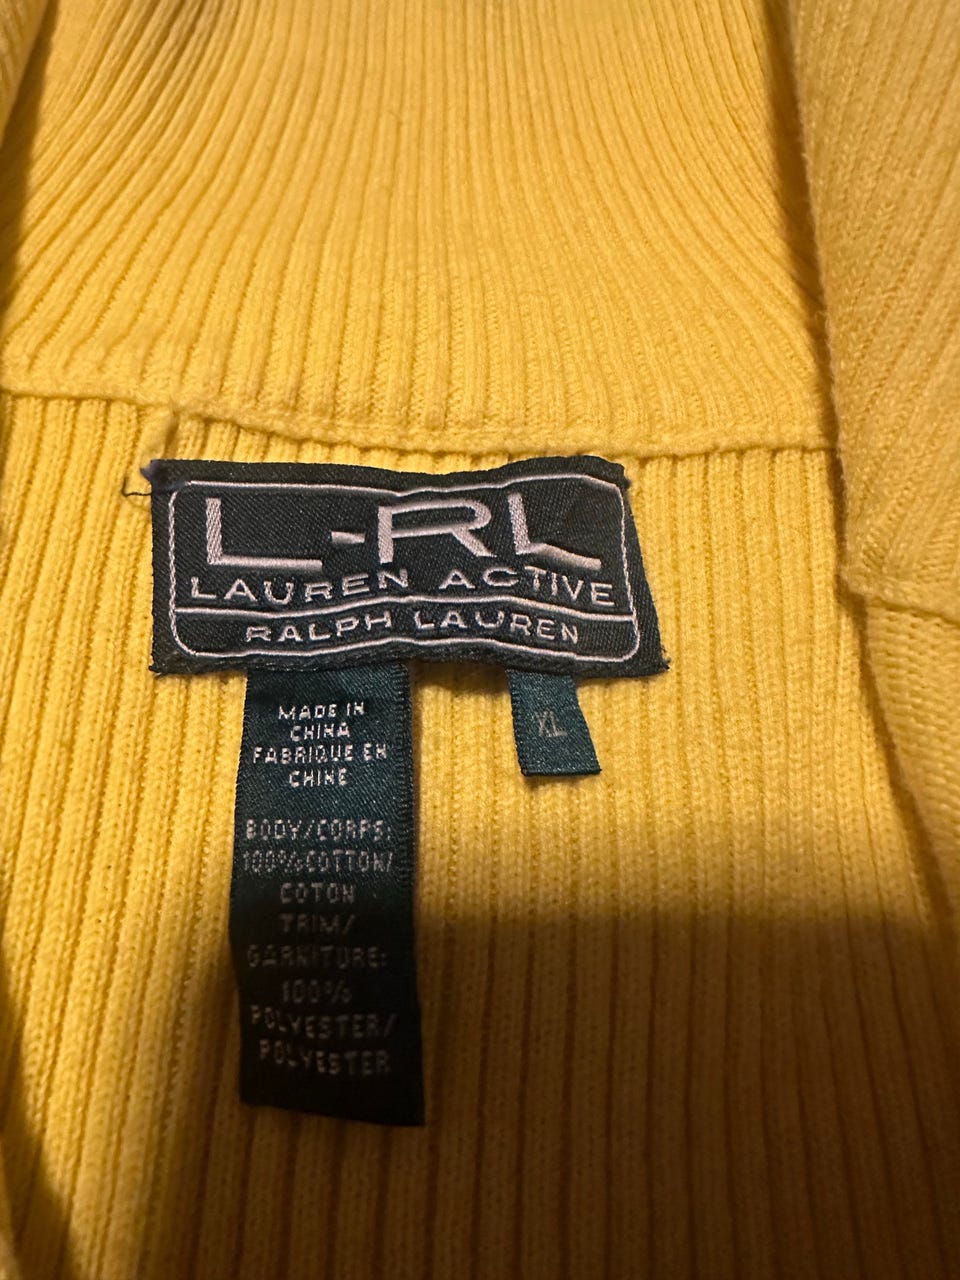 L-RL
LAUREN ACTIVE
RALPH LAUREN
MADE IN
CHINA
FABRIQUE EN
CHINE
BODY/CORPS:
100%COTTON/
COTON
TRIM/
GARNITURE:
100%
POLYESTER/
POLYESTER
XL